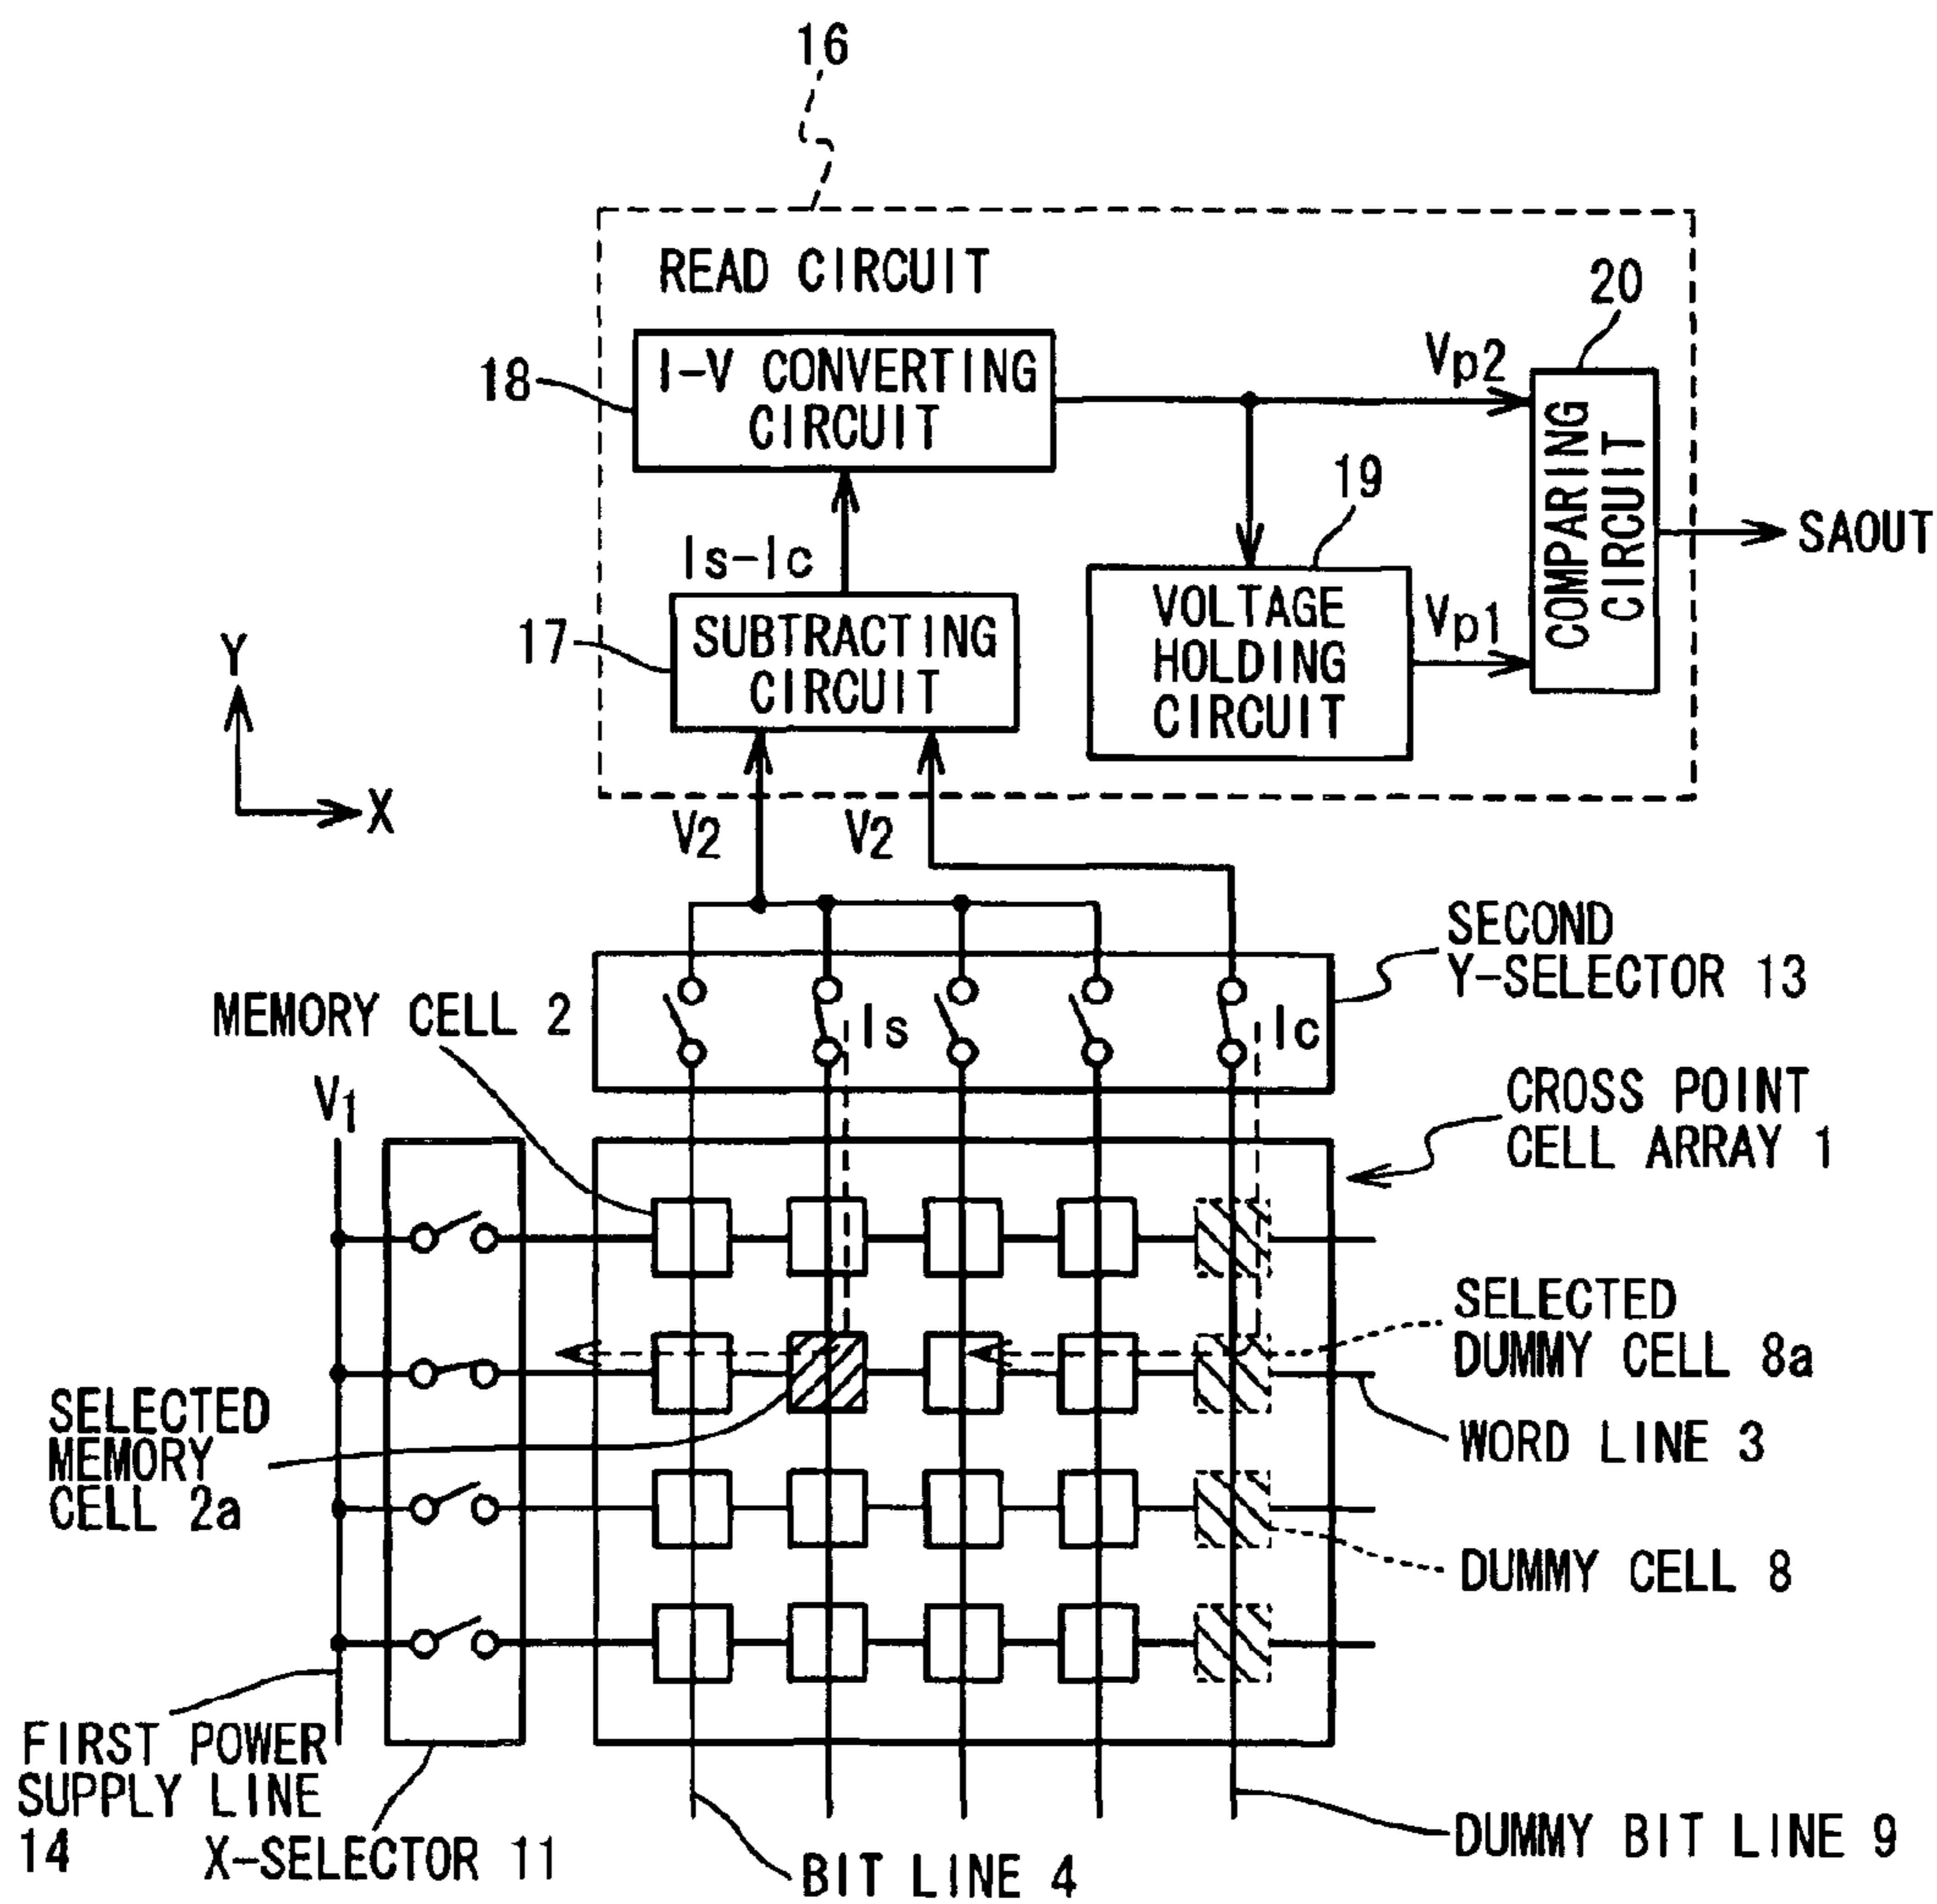 16
READ CIRCUIT
20
I-V CONVERTING
CIRCUIT
18
Vp2
COMPARING
CIRCUIT
19
SAOUT
Is-Ic
VOLTAGE
HOLDING
CIRCUIT
Vp1
17
SUBTRACTING
CIRCUIT
Y
X
V2
V2
SECOND
Y-SELECTOR 13
MEMORY CELL 2
Is
Ic
V1
CROSS POINT
CELL ARRAY 1
SELECTED
DUMMY CELL 8a
SELECTED
MEMORY
CELL 2a
WORD LINE 3
DUMMY CELL 8
FIRST POWER
SUPPLY LINE
14
X-SELECTOR 11
BIT LINE 4
DUMMY BIT LINE 9